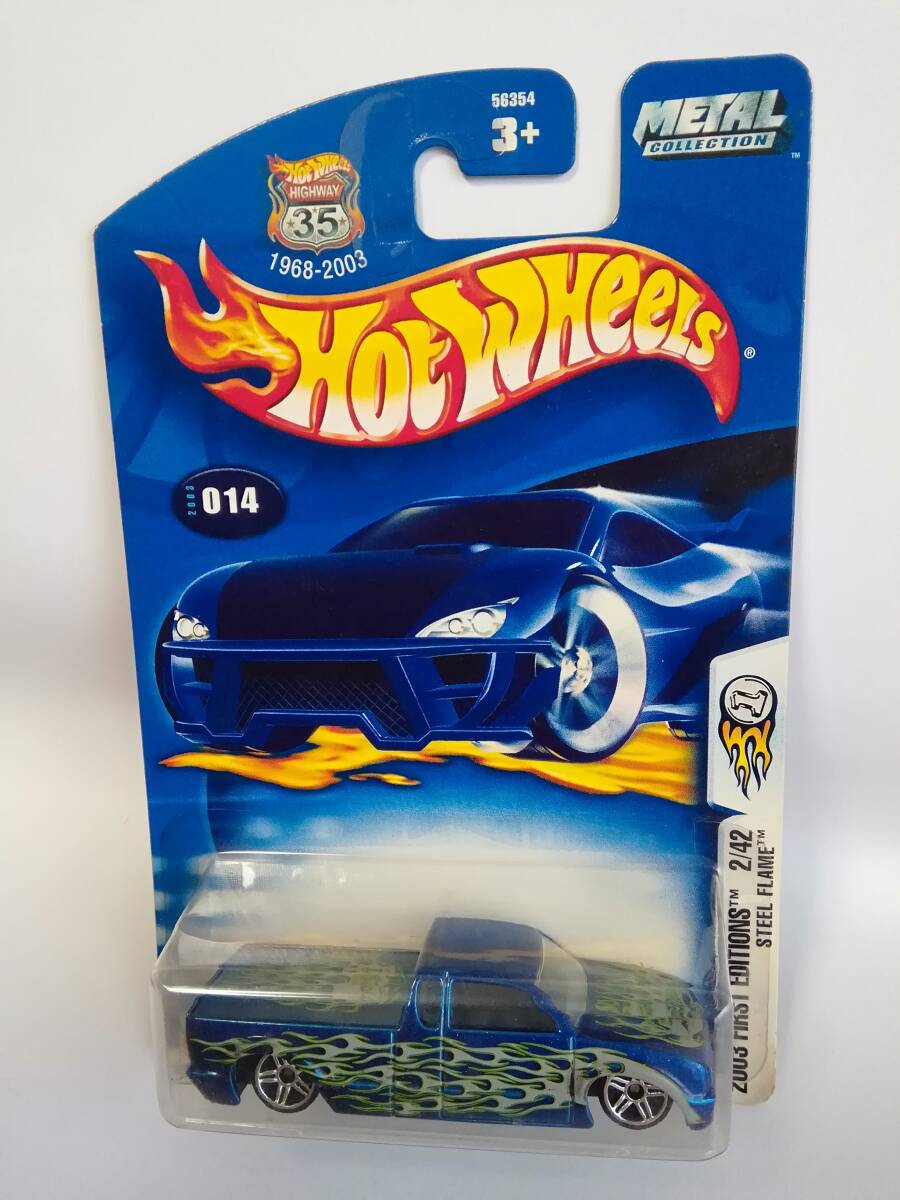 56354
3+
METAL
COLLECTION
™
HOT WHEELS
HIGHWAY
35
1968-2003
HOT WHEELS
®
2003
014
2003 FIRST EDITIONS™ 2/42
STEEL FLAME™